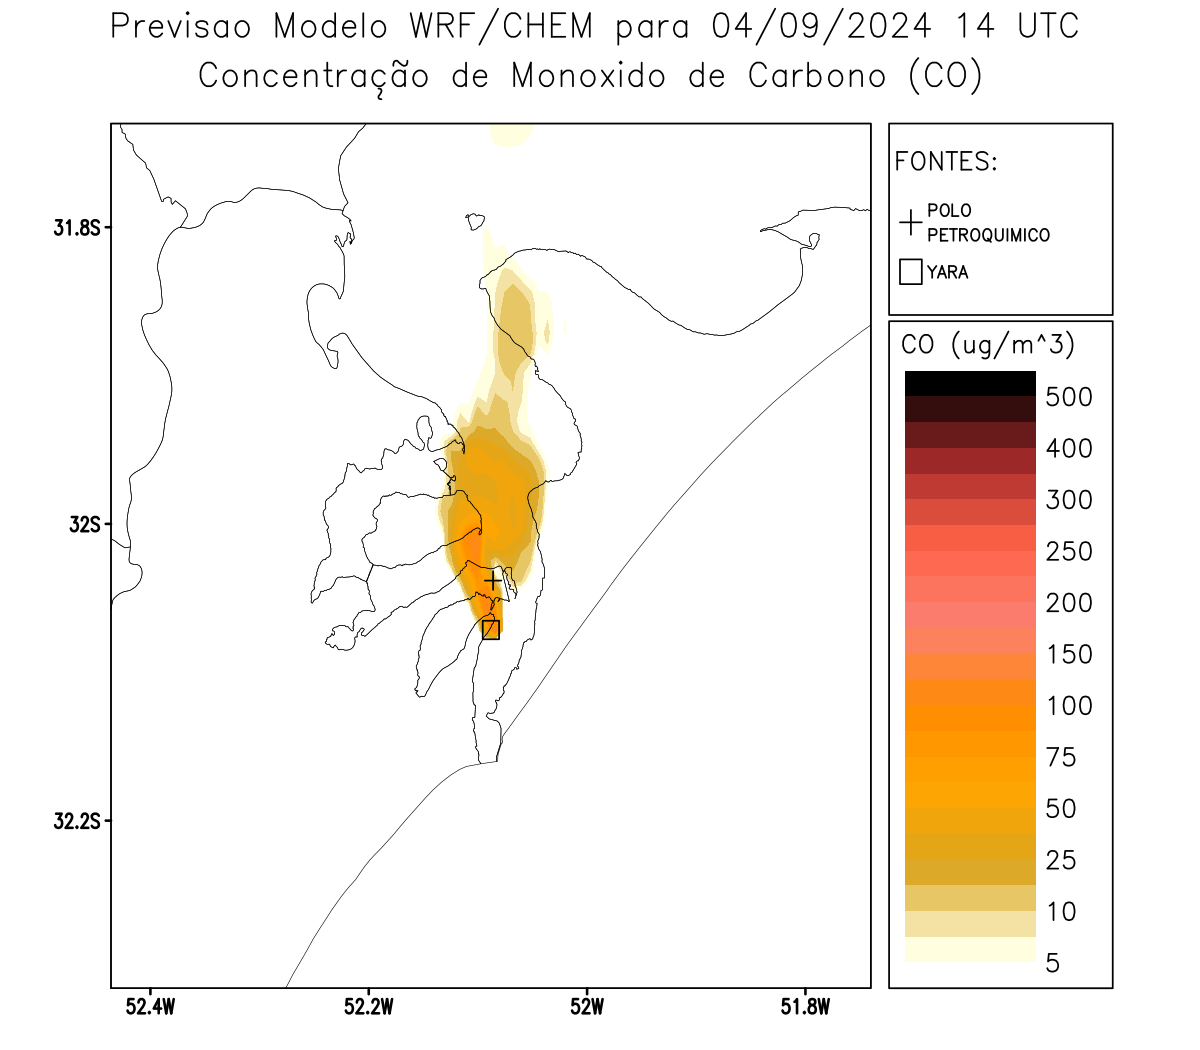 Previsao Modelo WRF/CHEM para 04/09/2024 14 UTC
Concentração de Monoxido de Carbono (CO)
FONTES:
POLO
PETROQUIMICO
YARA
CO (ug/m^3)
500
400
300
250
200
150
100
75
50
25
10
5
31.8S
32S
32.2S
52.4W
52.2W
52W
51.8W